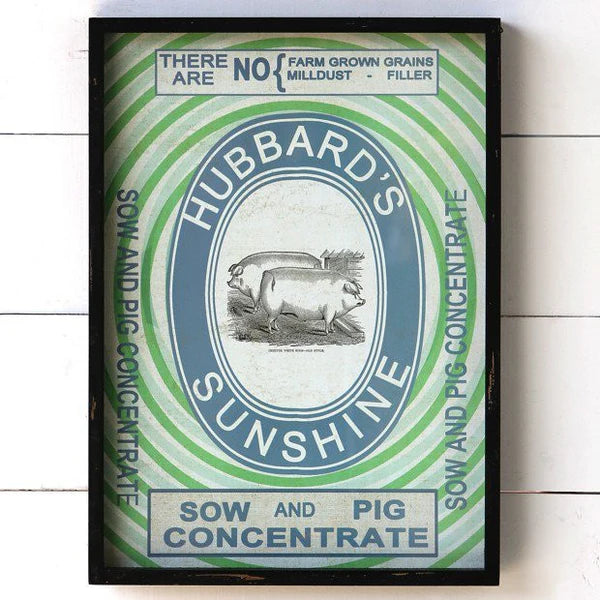 THERE ARE NO { FARM GROWN GRAINS
MILLDUST - FILLER
HUBBARD'S
SUNSHINE
SOW AND PIG CONCENTRATE
SOW AND PIG CONCENTRATE
SOW AND PIG
CONCENTRATE